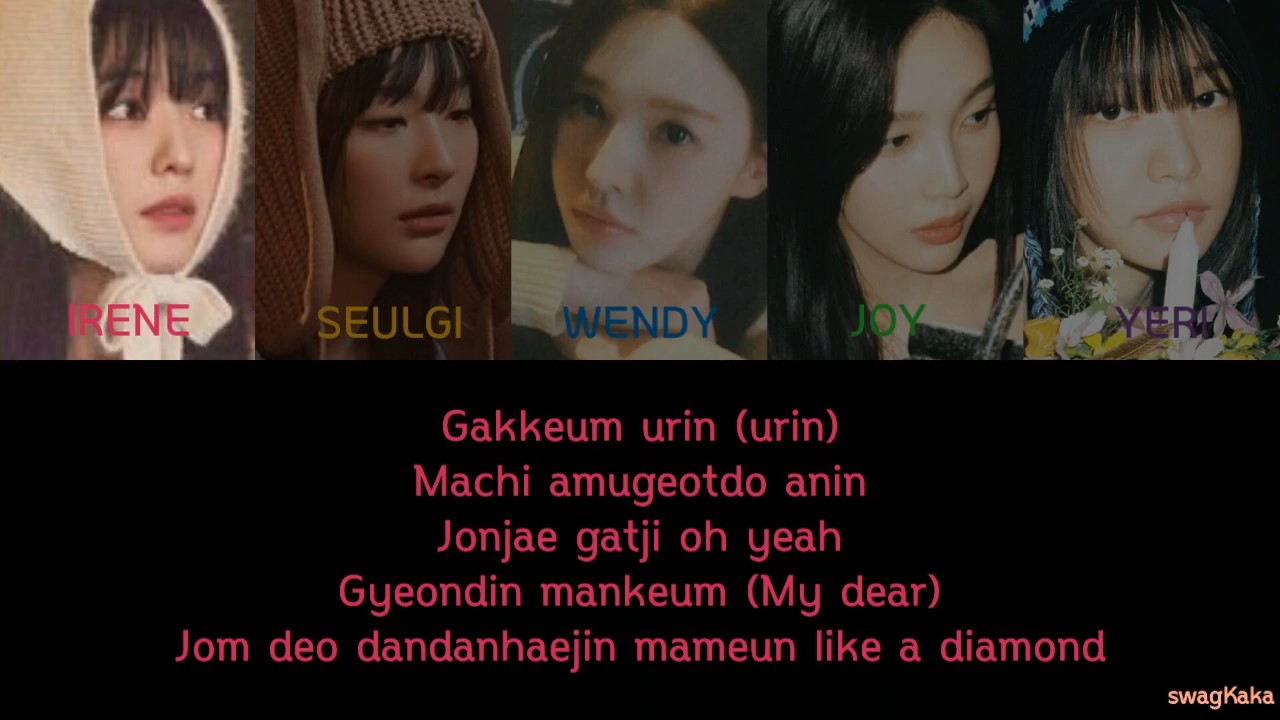 IRENE
SEULGI
WENDY
JOY
YERI
Gakkeum urin (urin)
Machi amugeotdo anin
Jonjae gatji oh yeah
Gyeondin mankeum (My dear)
Jom deo dandanhaejin mameun like a diamond
swagKaka